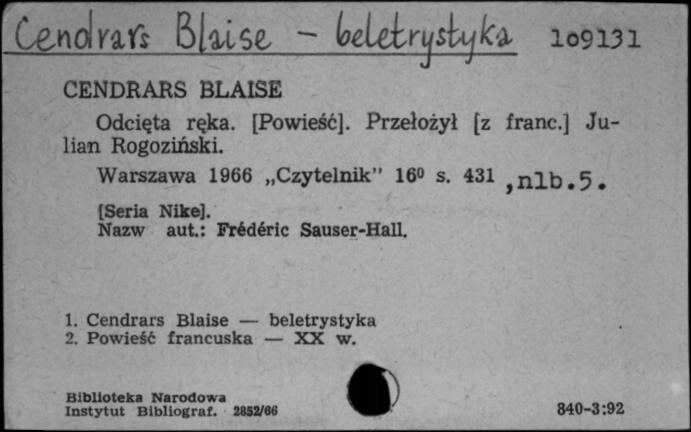 Cendrars Blaise - beletrystyka 109131
CENDRARS BLAISE
Odcięta ręka. [Powieść]. Przełożył [z franc.] Ju-
lian Rogoziński.
Warszawa 1966 „Czytelnik” 16⁰ s. 431 ,nlb.5.
[Seria Nike].
Nazw aut.: Frédéric Sauser-Hall.
1. Cendrars Blaise — beletrystyka
2. Powieść francuska — XX w.
Biblioteka Narodowa
Instytut Bibliograf. 2852/66 840-3:92